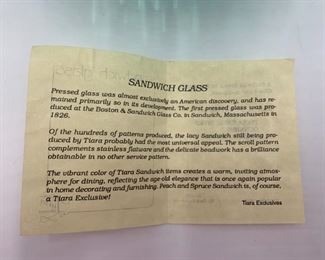 SANDWICH GLASS
Pressed glass was almost exclusively an American discovery, and has re-
mained primarily so in its development. The first pressed glass was pro-
duced at the Boston & Sandwich Glass Co. in Sandwich, Massachusetts in
1826.
Of the hundreds of patterns produced, the lacy Sandwich still being pro-
duced by Tiara probably had the most universal appeal. The scroll pattern
complements stainless flatware and the delicate beadwork has a brilliance
obtainable in no other service pattern.
The vibrant color of Tiara Sandwich items creates a warm, inviting atmos-
phere for dining, reflecting the age-old elegance that is once again popular
in home decorating and furnishing. Peach and Spruce Sandwich is, of course,
a Tiara Exclusive!
Tiara Exclusives